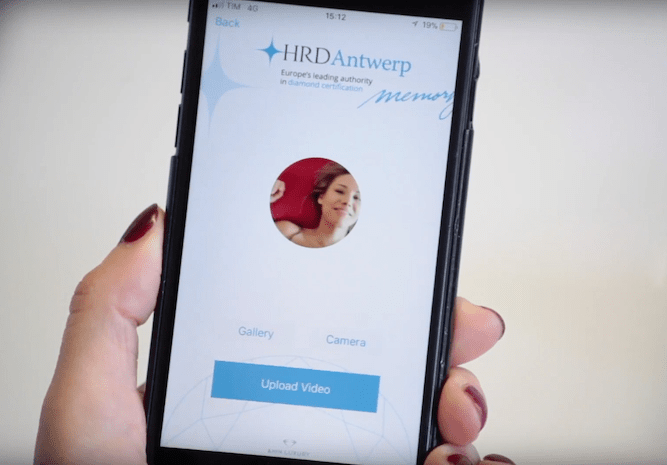 TIM 4G 15:12 19%
Back
HRDAntwerp
Europe's leading authority
in diamond certification
memory
Gallery Camera
Upload Video